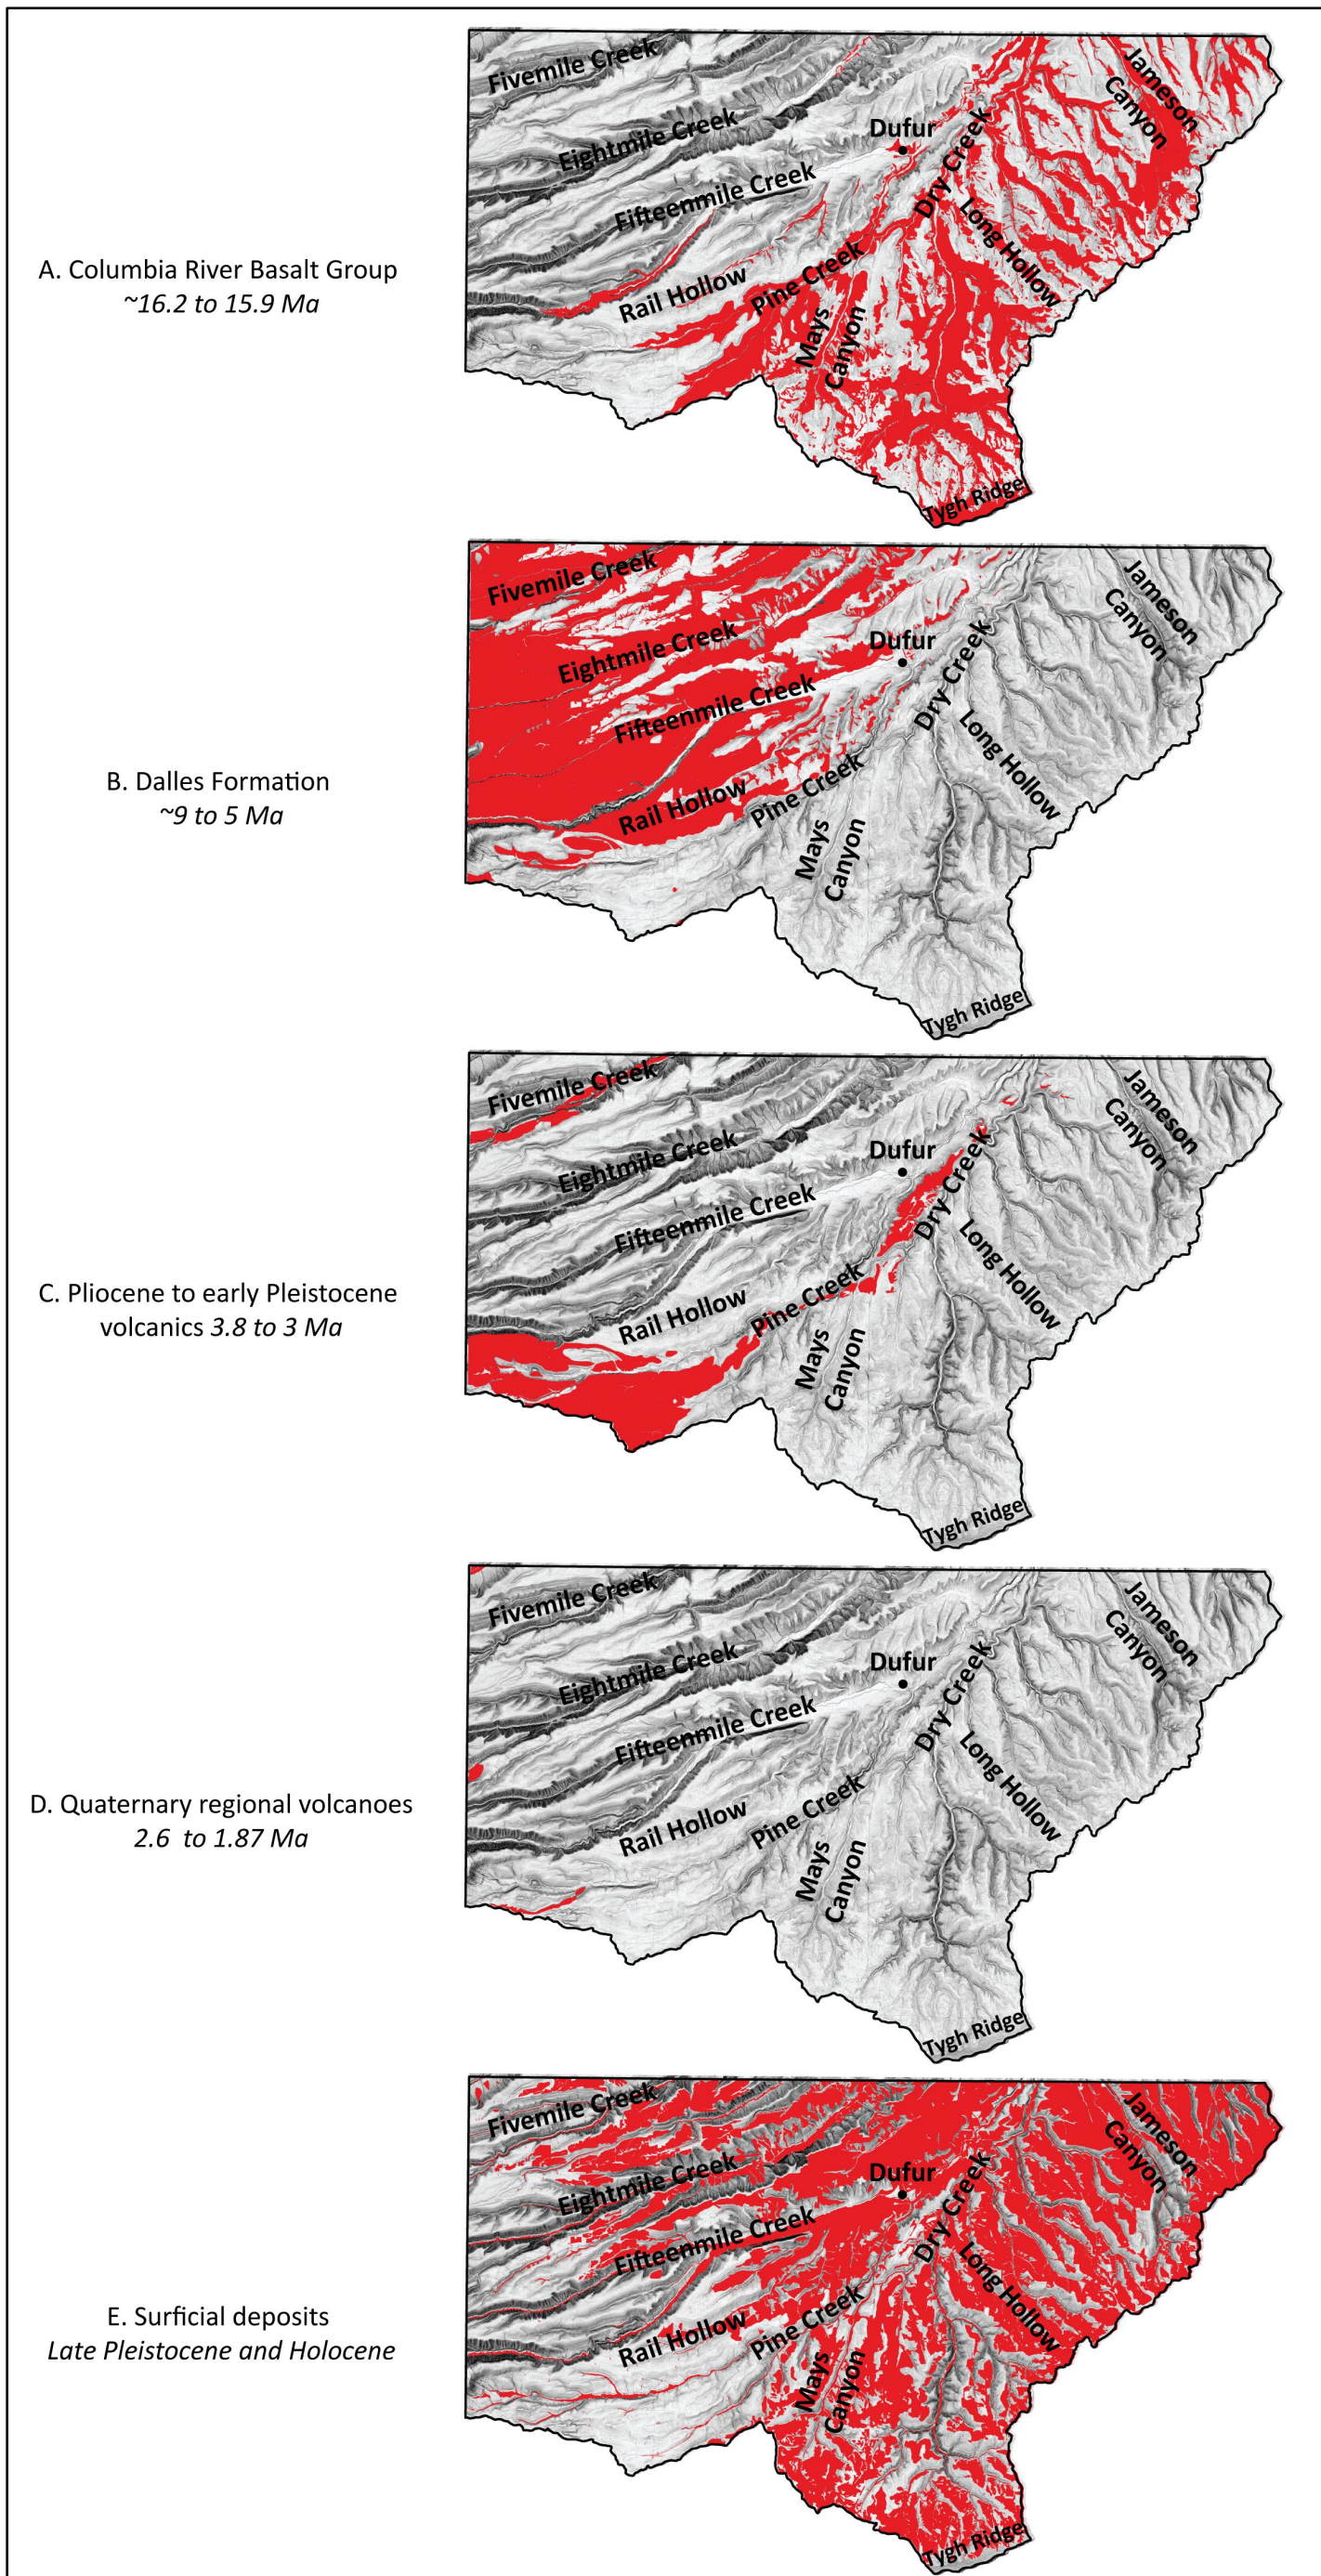 A. Columbia River Basalt Group
~16.2 to 15.9 Ma
Fivemile Creek
Eightmile Creek
Fifteenmile Creek
Dufur
Dry Creek
Jameson
Canyon
Long Hollow
Rail Hollow
Pine Creek
Mays
Canyon
Tygh Ridge
B. Dalles Formation
~9 to 5 Ma
Fivemile Creek
Eightmile Creek
Fifteenmile Creek
Dufur
Dry Creek
Jameson
Canyon
Long Hollow
Rail Hollow
Pine Creek
Mays
Canyon
Tygh Ridge
C. Pliocene to early Pleistocene
volcanics 3.8 to 3 Ma
Fivemile Creek
Eightmile Creek
Fifteenmile Creek
Dufur
Dry Creek
Jameson
Canyon
Long Hollow
Rail Hollow
Pine Creek
Mays
Canyon
Tygh Ridge
D. Quaternary regional volcanoes
2.6 to 1.87 Ma
Fivemile Creek
Eightmile Creek
Fifteenmile Creek
Dufur
Dry Creek
Jameson
Canyon
Long Hollow
Rail Hollow
Pine Creek
Mays
Canyon
Tygh Ridge
E. Surficial deposits
Late Pleistocene and Holocene
Fivemile Creek
Eightmile Creek
Fifteenmile Creek
Dufur
Dry Creek
Jameson
Canyon
Long Hollow
Rail Hollow
Pine Creek
Mays
Canyon
Tygh Ridge